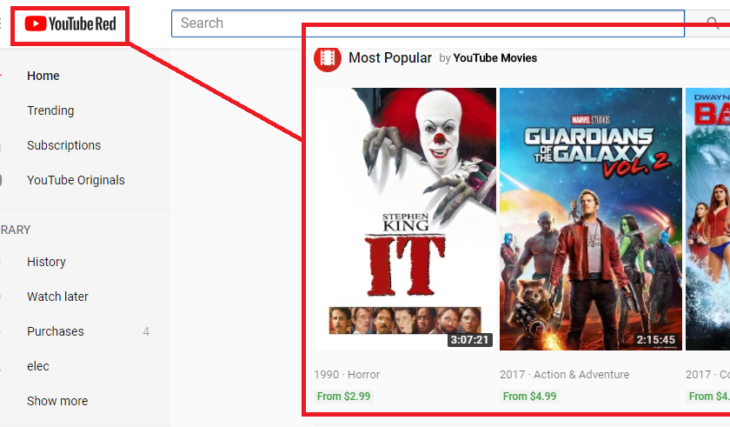 YouTube Red
Search
Home
Trending
Subscriptions
YouTube Originals
RARY
History
Watch later
Purchases 4
elec
Show more
Most Popular by YouTube Movies
STEPHEN
KING
IT
3:07:21
1990 · Horror
From $2.99
MARVEL STUDIOS
GUARDIANS
OF THE GALAXY
VOL. 2
2:15:45
2017 · Action & Adventure
From $4.99
DWAYN
BA
2017 · Co
From $4.